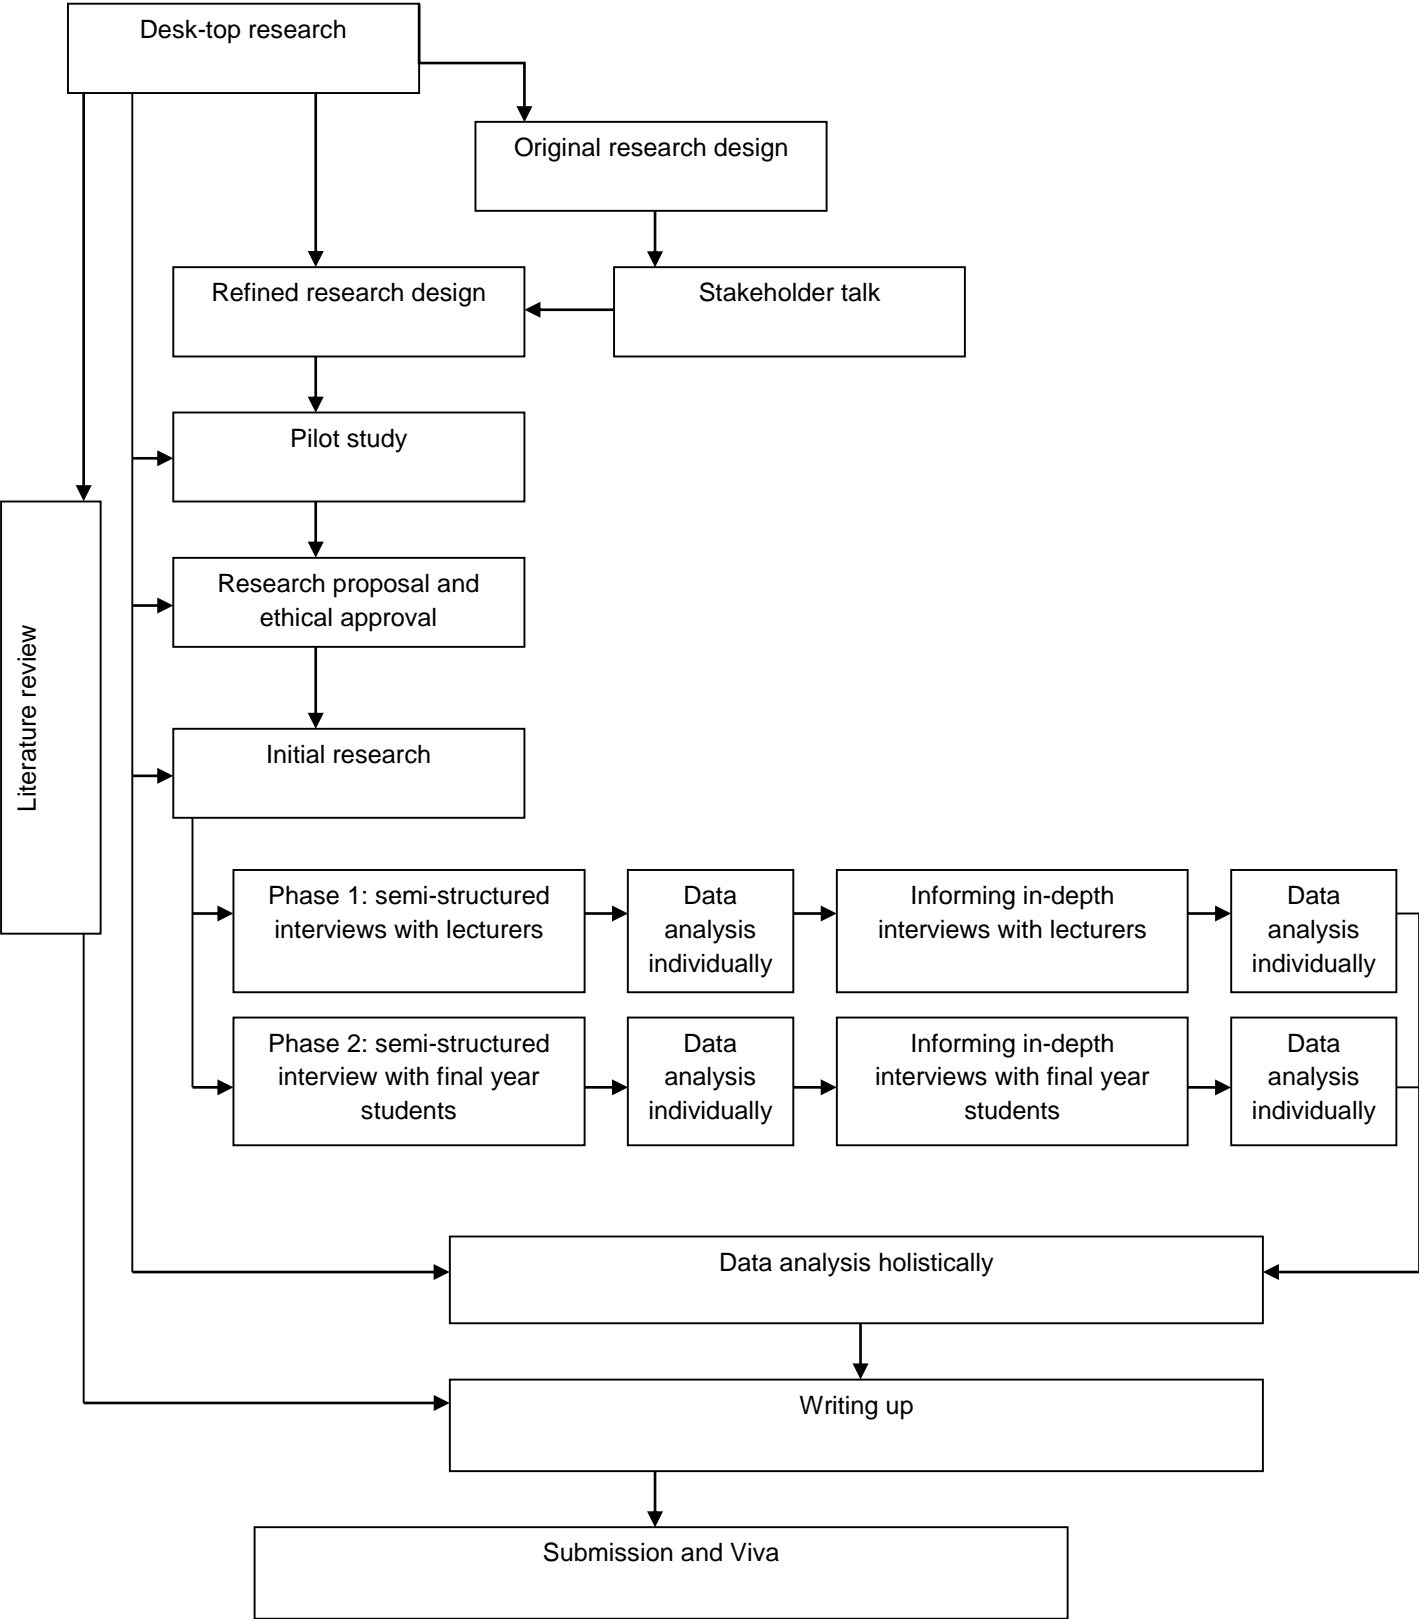 Desk-top research
Original research design
Refined research design
Stakeholder talk
Pilot study
Research proposal and
ethical approval
Literature review
Initial research
Phase 1: semi-structured
interviews with lecturers
Data
analysis
individually
Informing in-depth
interviews with lecturers
Data
analysis
individually
Phase 2: semi-structured
interview with final year
students
Data
analysis
individually
Informing in-depth
interviews with final year
students
Data
analysis
individually
Data analysis holistically
Writing up
Submission and Viva